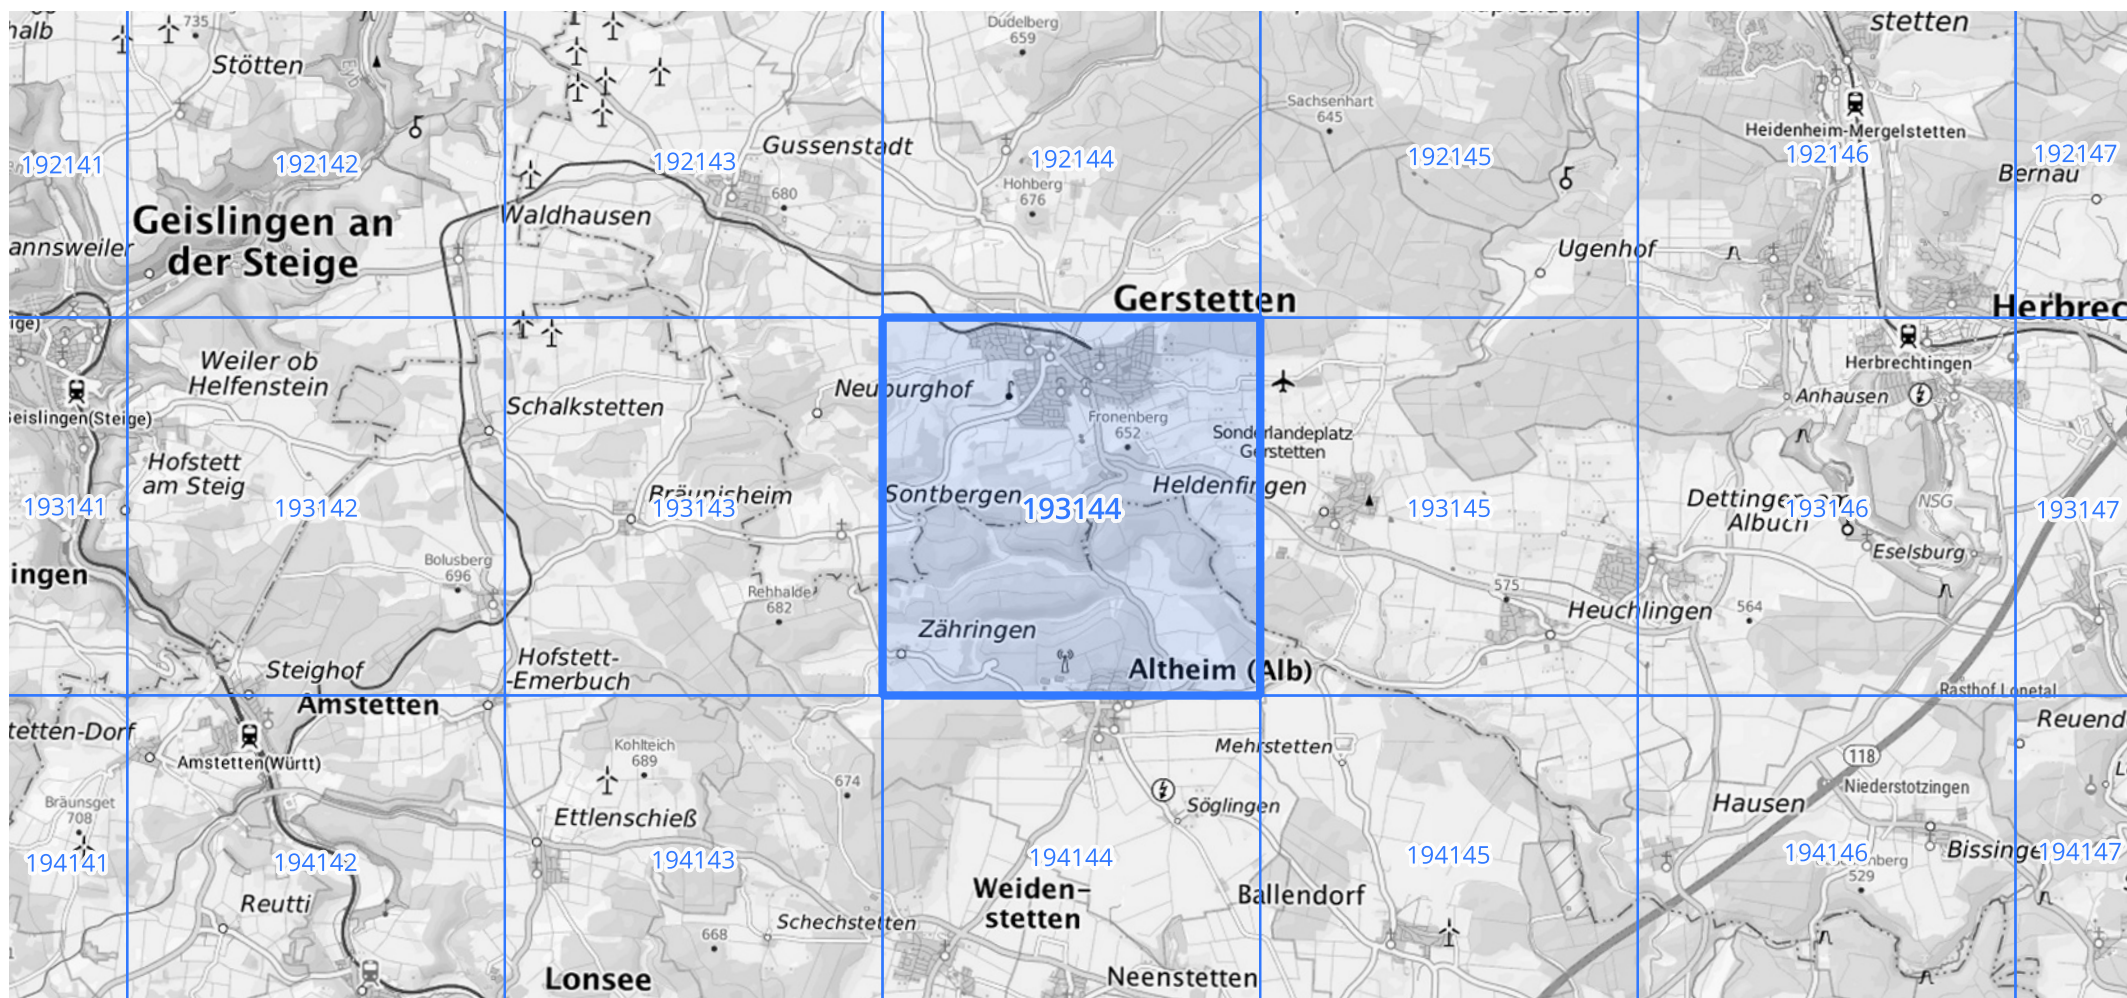 735
Stötten
Eyb
192141
192142
Geislingen an
der Steige
annsweiler
Gussenstadt
192143
680
Waldhausen
Dudelberg
659
192144
Hohberg
676
Gerstetten
Sachsenhart
645
192145
Ugenhof
stetten
Heidenheim-Mergelstetten
192146
192147
Bernau
Herbrec
ige)
Weiler ob
Helfenstein
Geislingen(Steige)
Hofstett
am Steig
193141
193142
Bolusberg
696
ingen
Steighof
Schalkstetten
Neuburghof
Bräunisheim
193143
Rehhalde
682
Hofstett-
-Emerbuch
Fronenberg
652
Sontbergen
193144
Heldenfingen
Zähringen
Altheim (Alb)
Sonderlandeplatz
Gerstetten
193145
575
Heuchlingen
564
Herbrechtingen
Anhausen
Dettingen am
Albuch
193146
NSG
Eselsburg
193147
Rasthof Lonetal
Amstetten
tetten-Dorf
Amstetten(Württ)
Bräunsget
708
194141
194142
Reutti
Kohlteich
689
674
Ettlenschieß
194143
Schechstetten
668
Lonsee
Mehrstetten
Söglingen
194144
Weiden-
stetten
Neenstetten
194145
Ballendorf
118
Niederstotzingen
Hausen
194146
529
Bissinge
Reuend
194147